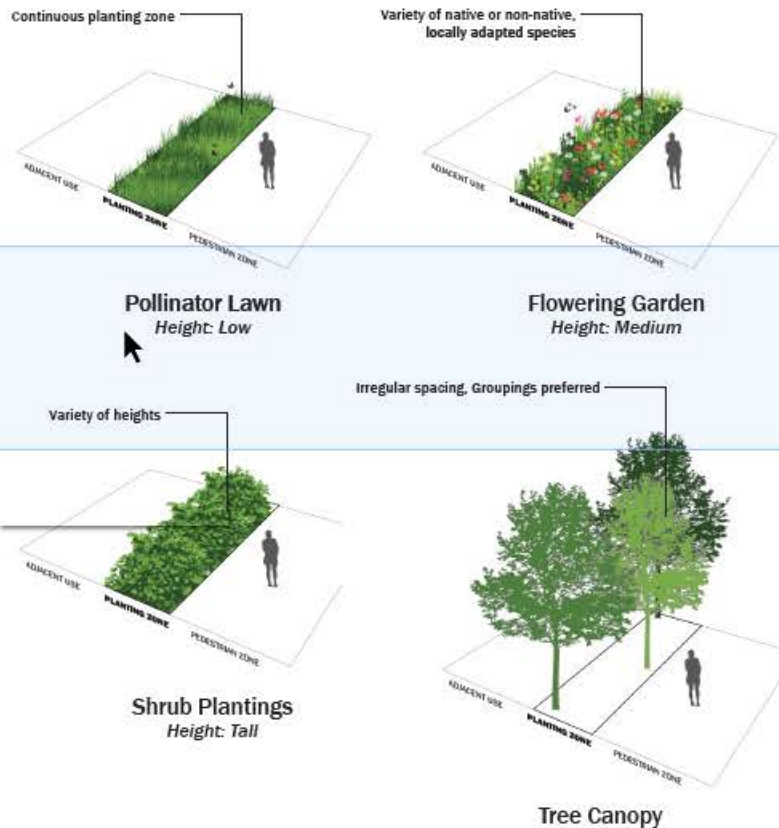 Continuous planting zone
Variety of native or non-native,
locally adapted species
ADJACENT USE
PLANTING ZONE
PEDESTRIAN ZONE
ADJACENT USE
PLANTING ZONE
PEDESTRIAN ZONE
Pollinator Lawn
Height: Low
Flowering Garden
Height: Medium
Variety of heights
Irregular spacing, Groupings preferred
ADJACENT USE
PLANTING ZONE
PEDESTRIAN ZONE
ADJACENT USE
PLANTING ZONE
PEDESTRIAN ZONE
Shrub Plantings
Height: Tall
Tree Canopy